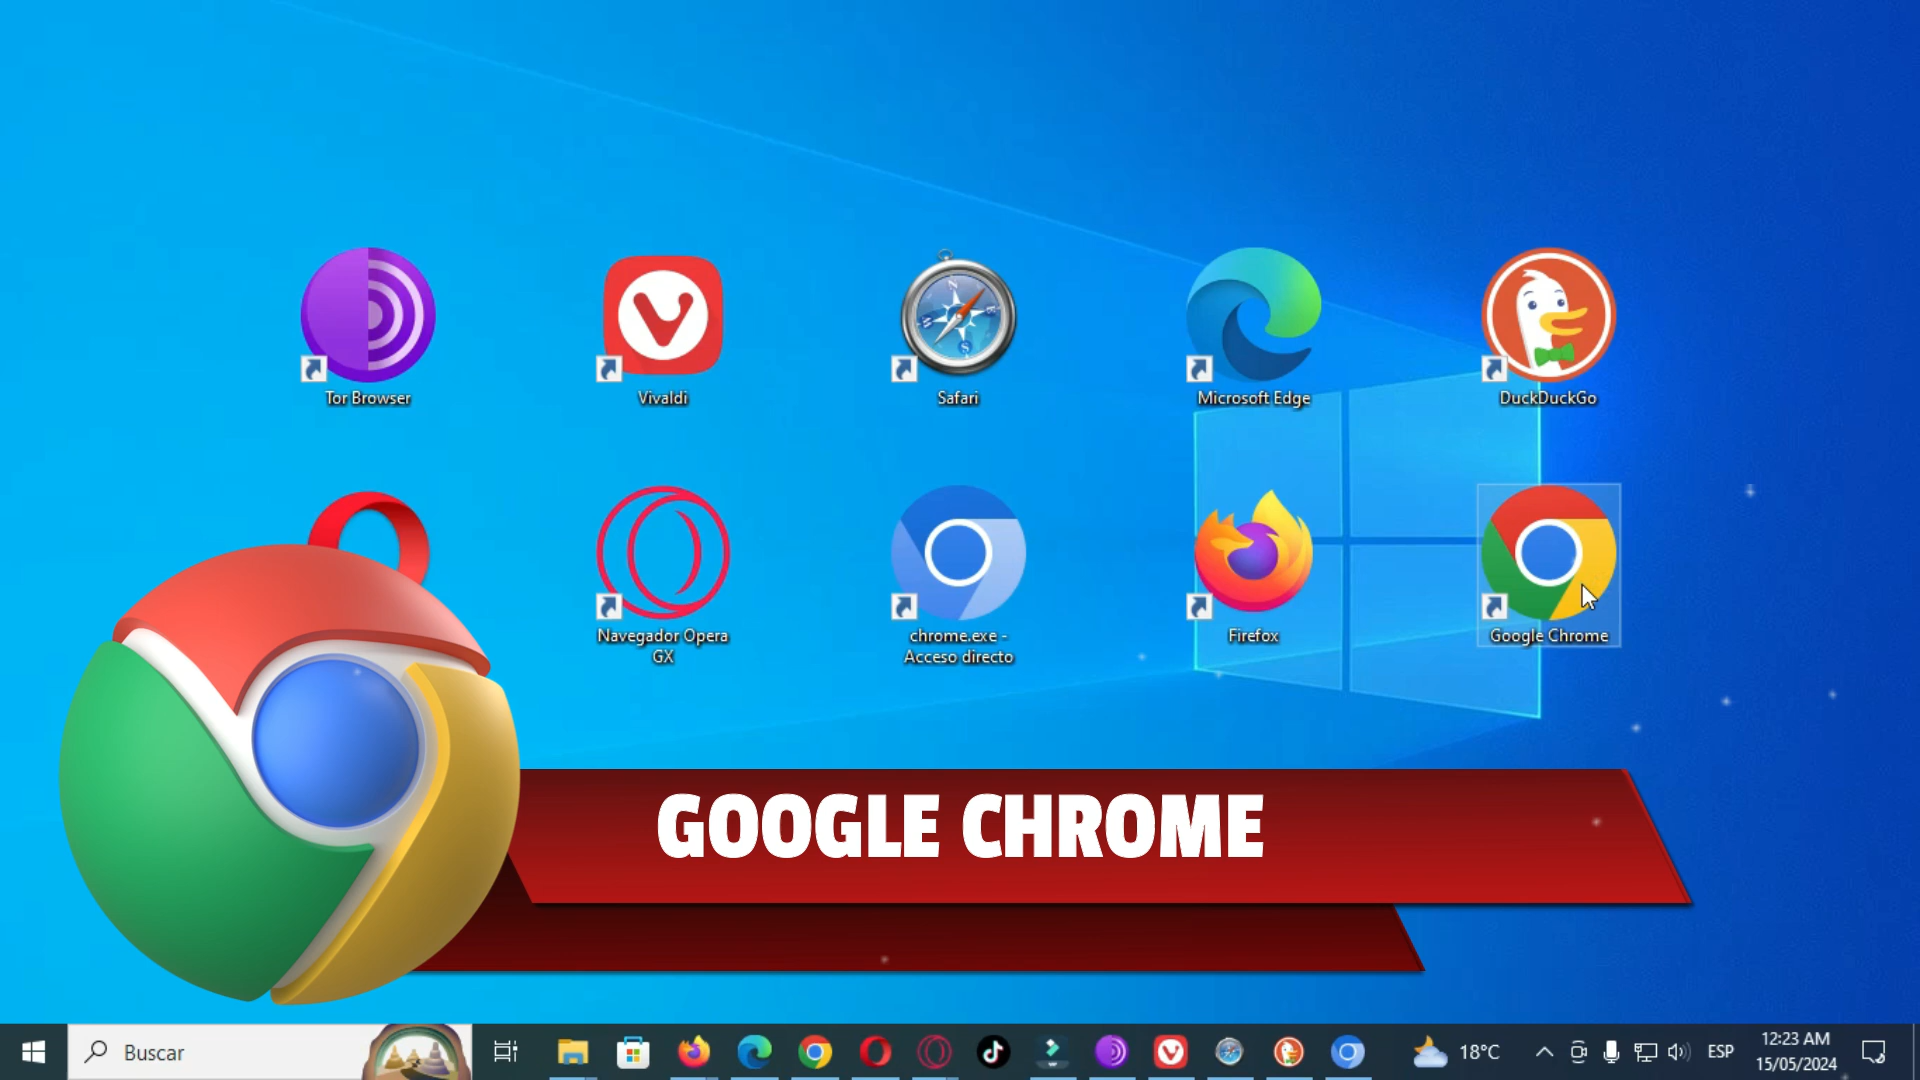 Tor Browser
Vivaldi
Safari
Microsoft Edge
DuckDuckGo
Navegador Opera
GX
chrome.exe -
Acceso directo
Firefox
Google Chrome
GOOGLE CHROME
Buscar
18°C
ESP
12:23 AM
15/05/2024